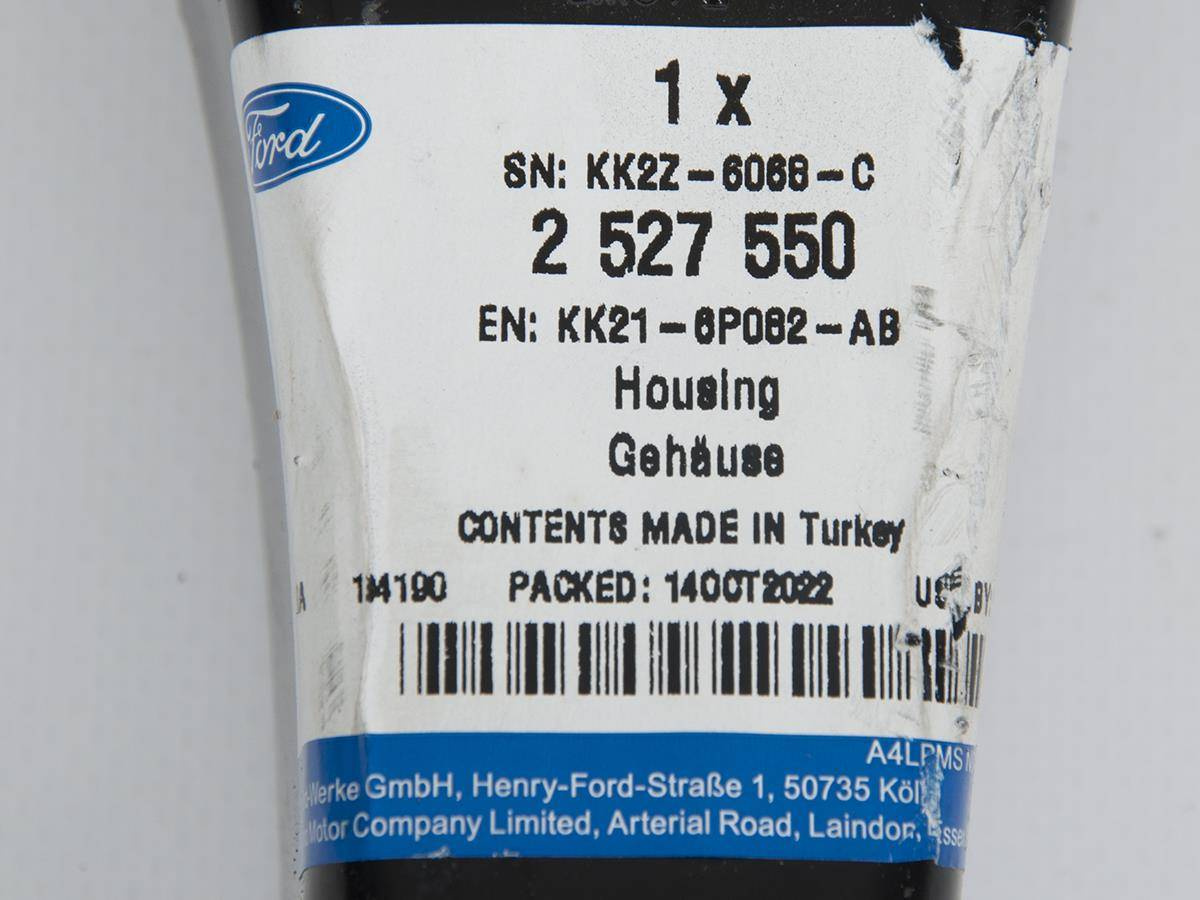 Ford
1 x
SN: KK2Z-6068-C
2 527 550
EN: KK21-6P082-AB
Housing
Gehäuse
CONTENTS MADE IN Turkey
PACKED: 14OCT2022
-Werke GmbH, Henry-Ford-Straße 1, 50735 Köl
Motor Company Limited, Arterial Road, Laindon,